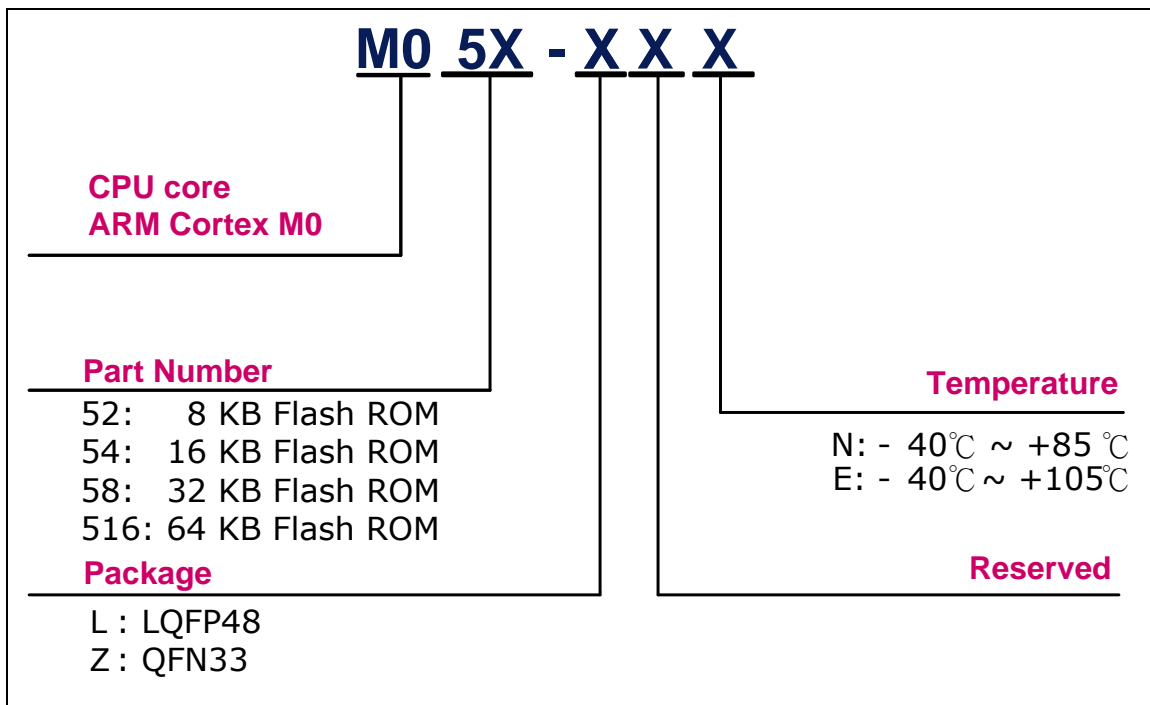 M0 5X - X X X
CPU core
ARM Cortex M0
Part Number
52: 8 KB Flash ROM
54: 16 KB Flash ROM
58: 32 KB Flash ROM
516: 64 KB Flash ROM
Package
L : LQFP48
Z : QFN33
Temperature
N: - 40℃ ~ +85 ℃
E: - 40℃ ~ +105℃
Reserved